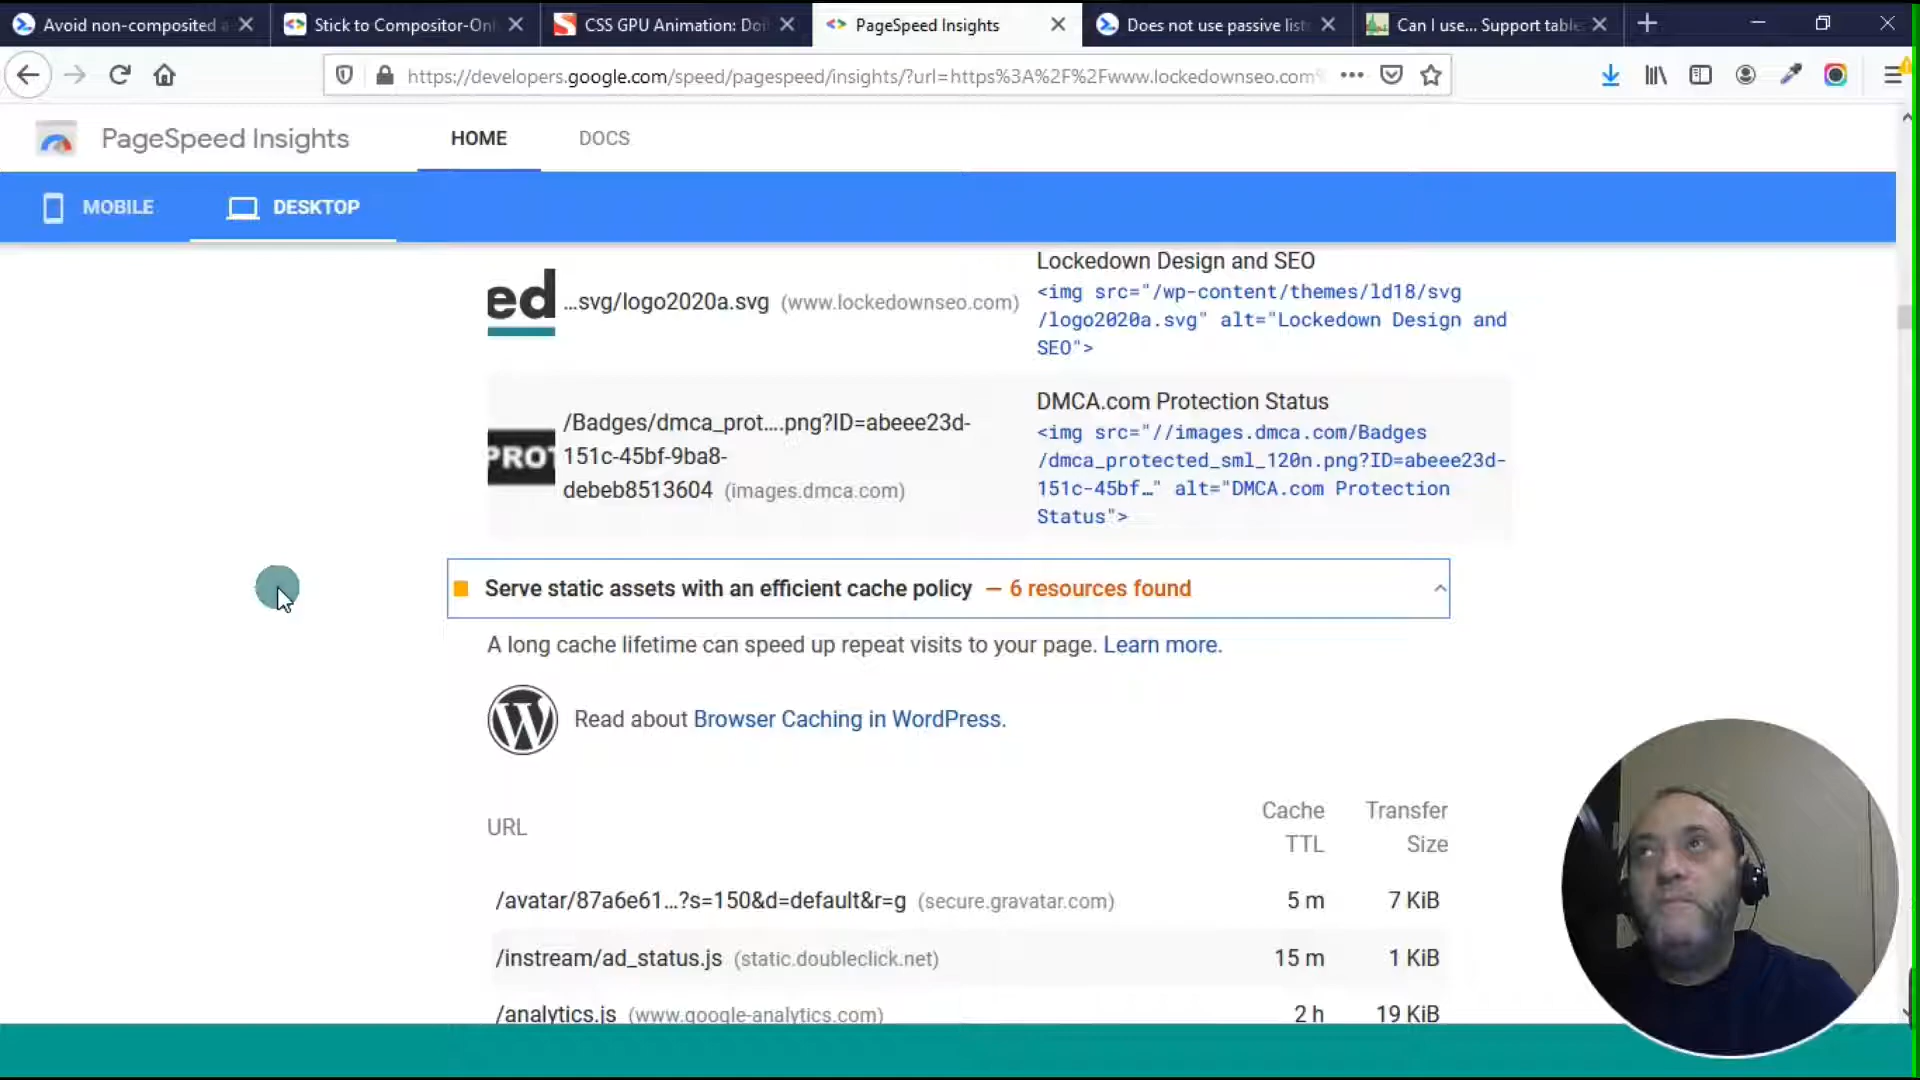 Avoid non-composited a
Stick to Compositor-Onl
CSS GPU Animation: Doi
PageSpeed Insights
Does not use passive list
Can I use... Support table
https://developers.google.com/speed/pagespeed/insights/?url=https%3A%2F%2Fwww.lockedownseo.com%
PageSpeed Insights
HOME
DOCS
MOBILE
DESKTOP
ed
…svg/logo2020a.svg (www.lockedownseo.com)
Lockedown Design and SEO
<img src="/wp-content/themes/ld18/svg
/logo2020a.svg" alt="Lockedown Design and
SEO">
PROT
/Badges/dmca_prot….png?ID=abeee23d-
151c-45bf-9ba8-
debeb8513604 (images.dmca.com)
DMCA.com Protection Status
<img src="//images.dmca.com/Badges
/dmca_protected_sml_120n.png?ID=abeee23d-
151c-45bf…" alt="DMCA.com Protection
Status">
Serve static assets with an efficient cache policy — 6 resources found
A long cache lifetime can speed up repeat visits to your page. Learn more.
Read about Browser Caching in WordPress.
URL
Cache
TTL
Transfer
Size
/avatar/87a6e61…?s=150&d=default&r=g (secure.gravatar.com) 5 m 7 KiB
/instream/ad_status.js (static.doubleclick.net) 15 m 1 KiB
/analytics.js (www.google-analytics.com) 2 h 19 KiB